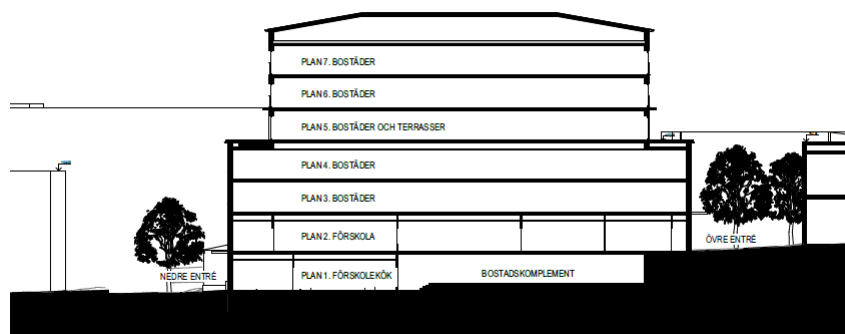 PLAN 7. BOSTÄDER
PLAN 6. BOSTÄDER
PLAN 5. BOSTÄDER OCH TERRASSER
PLAN 4. BOSTÄDER
PLAN 3. BOSTÄDER
PLAN 2. FÖRSKOLA
ÖVRE ENTRÉ
NEDRE ENTRÉ
PLAN 1. FÖRSKOLEKÖK
BOSTADSKOMPLEMENT